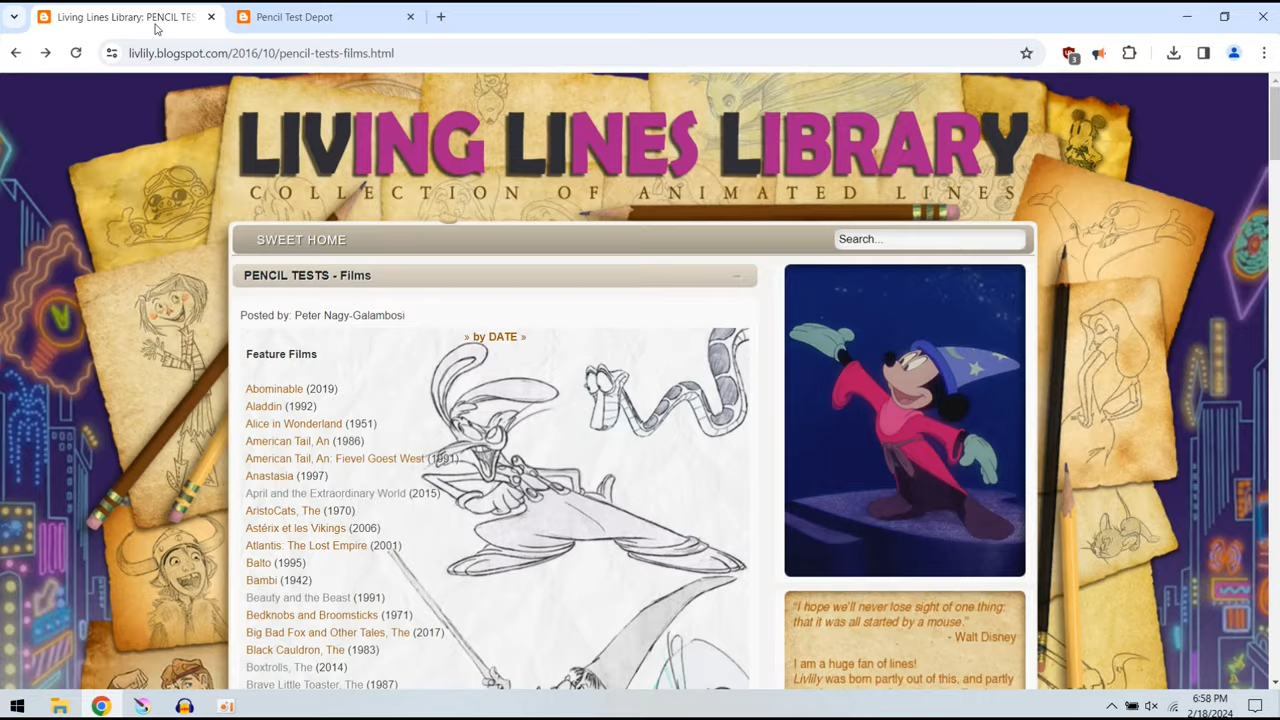 Living Lines Library: PENCIL TES
Pencil Test Depot
livlily.blogspot.com/2016/10/pencil-tests-films.html
3
LIVING LINES LIBRARY
COLLECTION OF ANIMATED LINES
SWEET HOME
Search...
PENCIL TESTS - Films
Posted by: Peter Nagy-Galambosi
» by DATE »
Feature Films
Abominable (2019)
Aladdin (1992)
Alice in Wonderland (1951)
American Tail, An (1986)
American Tail, An: Fievel Goest West (1991)
Anastasia (1997)
April and the Extraordinary World (2015)
AristoCats, The (1970)
Astérix et les Vikings (2006)
Atlantis: The Lost Empire (2001)
Balto (1995)
Bambi (1942)
Beauty and the Beast (1991)
Bedknobs and Broomsticks (1971)
Big Bad Fox and Other Tales, The (2017)
Black Cauldron, The (1983)
Boxtrolls, The (2014)
Brave Little Toaster, The (1987)
"I hope we'll never lose sight of one thing:
that it was all started by a mouse."
- Walt Disney
I am a huge fan of lines!
Livlily was born partly out of this, and partly
6:58 PM
2/18/2024